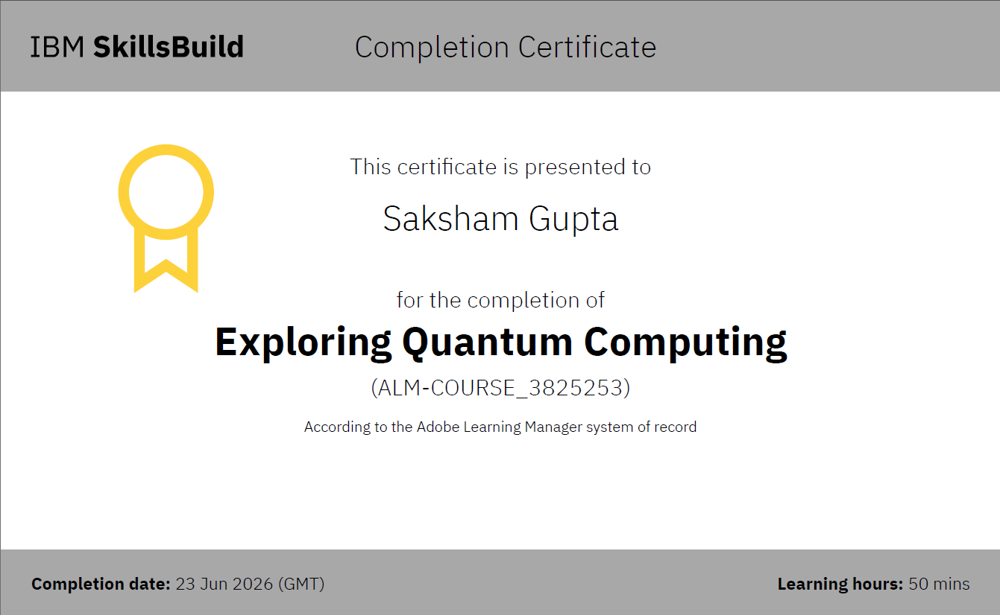 IBM SkillsBuild
Completion Certificate
This certificate is presented to
Saksham Gupta
for the completion of
Exploring Quantum Computing
(ALM-COURSE_3825253)
According to the Adobe Learning Manager system of record
Completion date: 23 Jun 2026 (GMT)
Learning hours: 50 mins